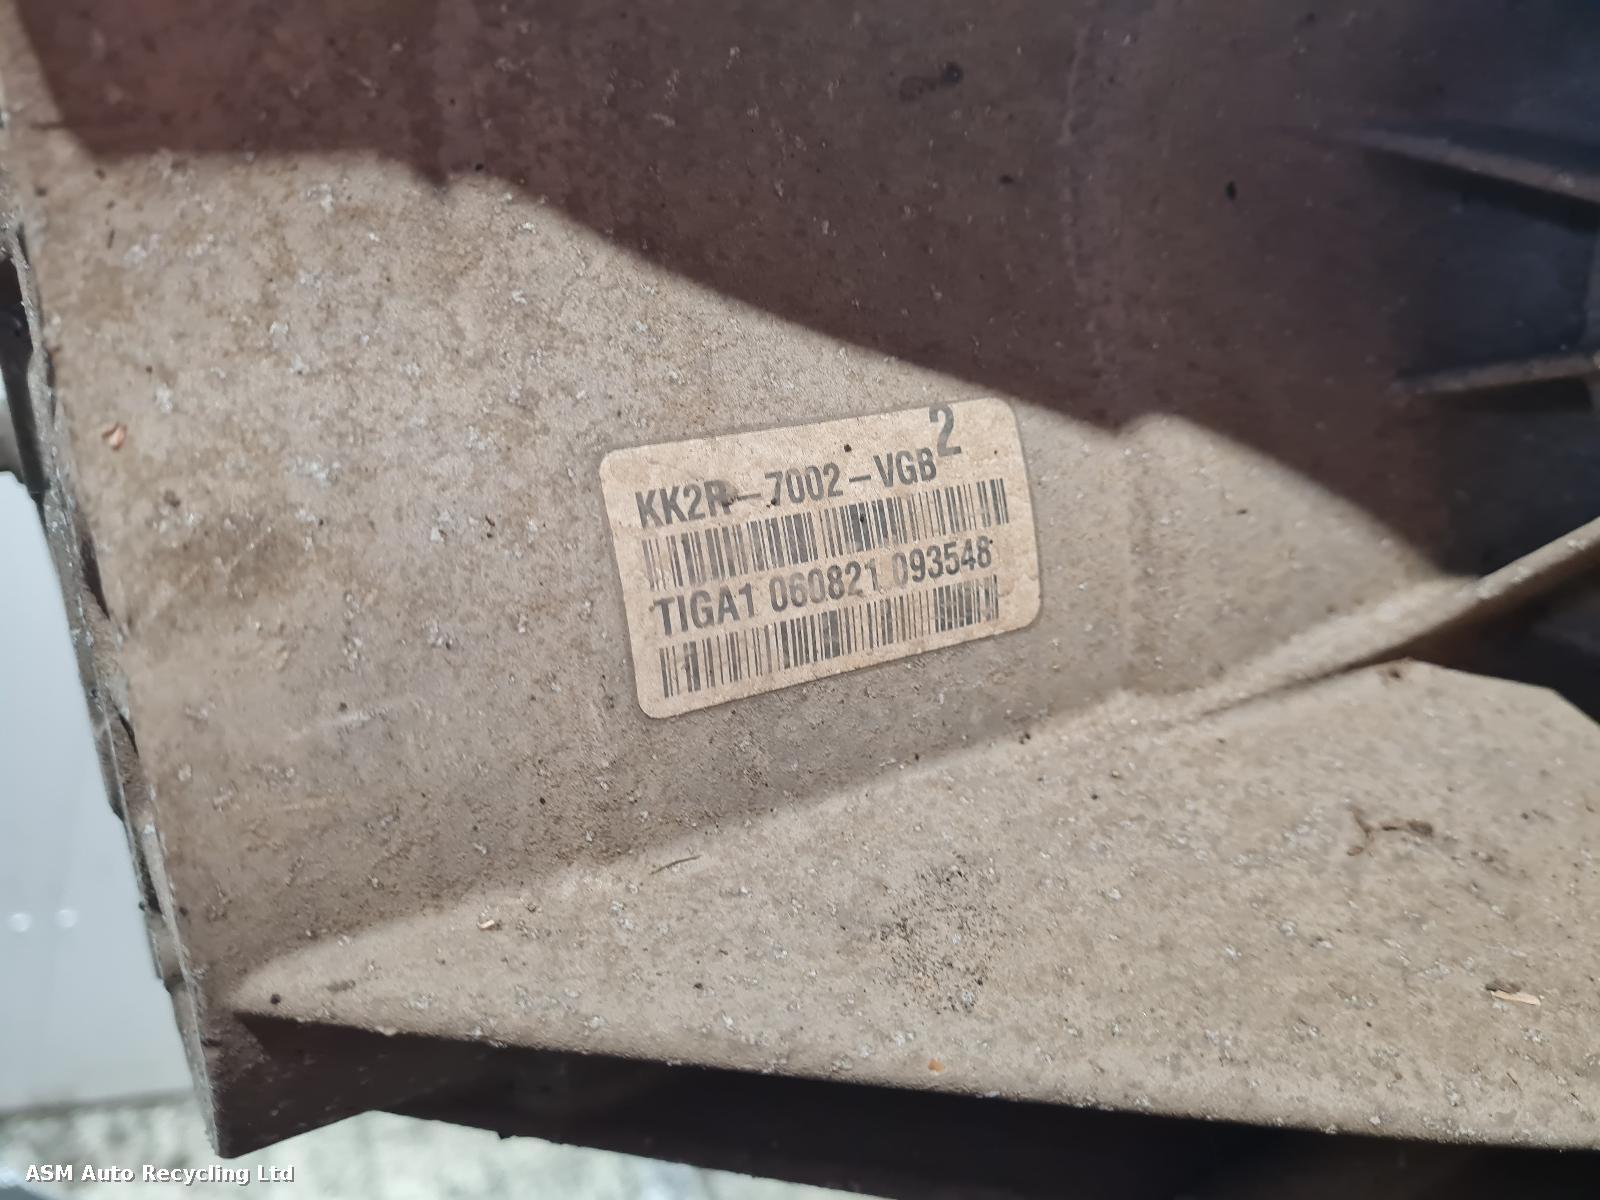 2
KK2R-7002-VGB
TIGA1 060821 093548
ASM Auto Recycling Ltd